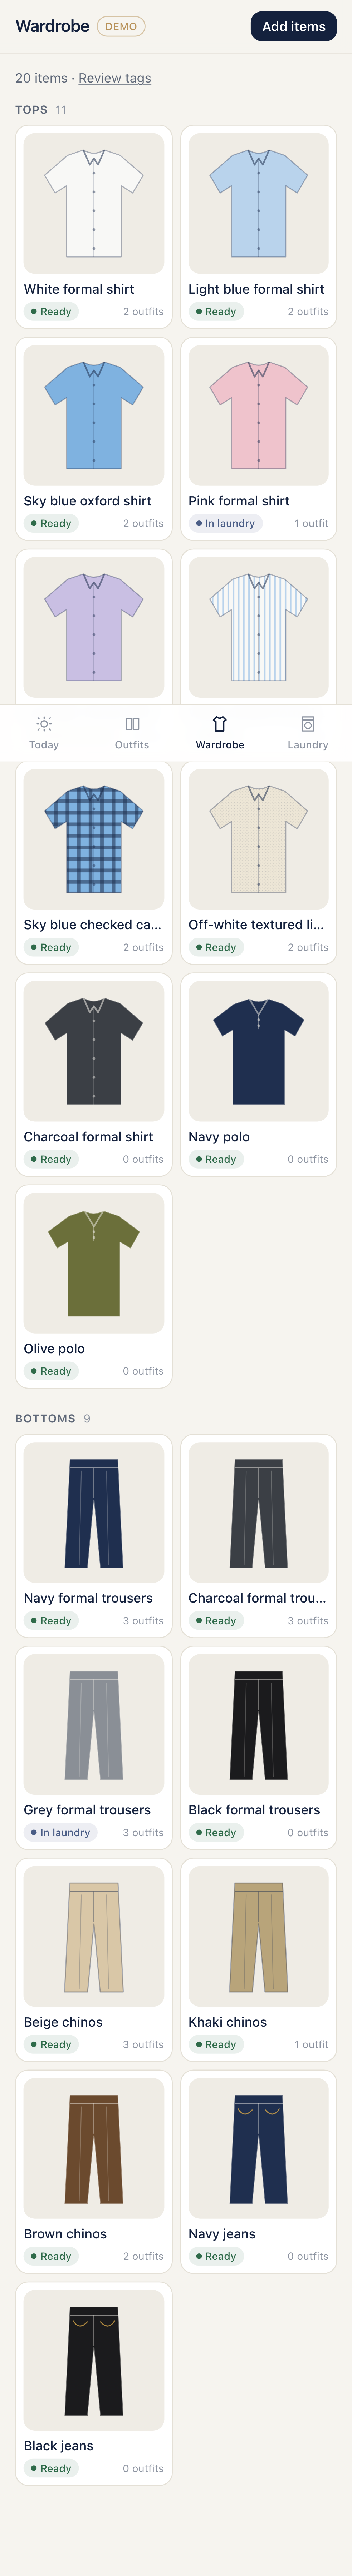 Wardrobe DEMO Add items
20 items · Review tags
TOPS 11
White formal shirt
Ready 2 outfits
Light blue formal shirt
Ready 2 outfits
Sky blue oxford shirt
Ready 2 outfits
Pink formal shirt
In laundry 1 outfit
Today Outfits Wardrobe Laundry
Sky blue checked ca...
Ready 2 outfits
Off-white textured li...
Ready 2 outfits
Charcoal formal shirt
Ready 0 outfits
Navy polo
Ready 0 outfits
Olive polo
Ready 0 outfits
BOTTOMS 9
Navy formal trousers
Ready 3 outfits
Charcoal formal trou...
Ready 3 outfits
Grey formal trousers
In laundry 3 outfits
Black formal trousers
Ready 0 outfits
Beige chinos
Ready 3 outfits
Khaki chinos
Ready 1 outfit
Brown chinos
Ready 2 outfits
Navy jeans
Ready 0 outfits
Black jeans
Ready 0 outfits